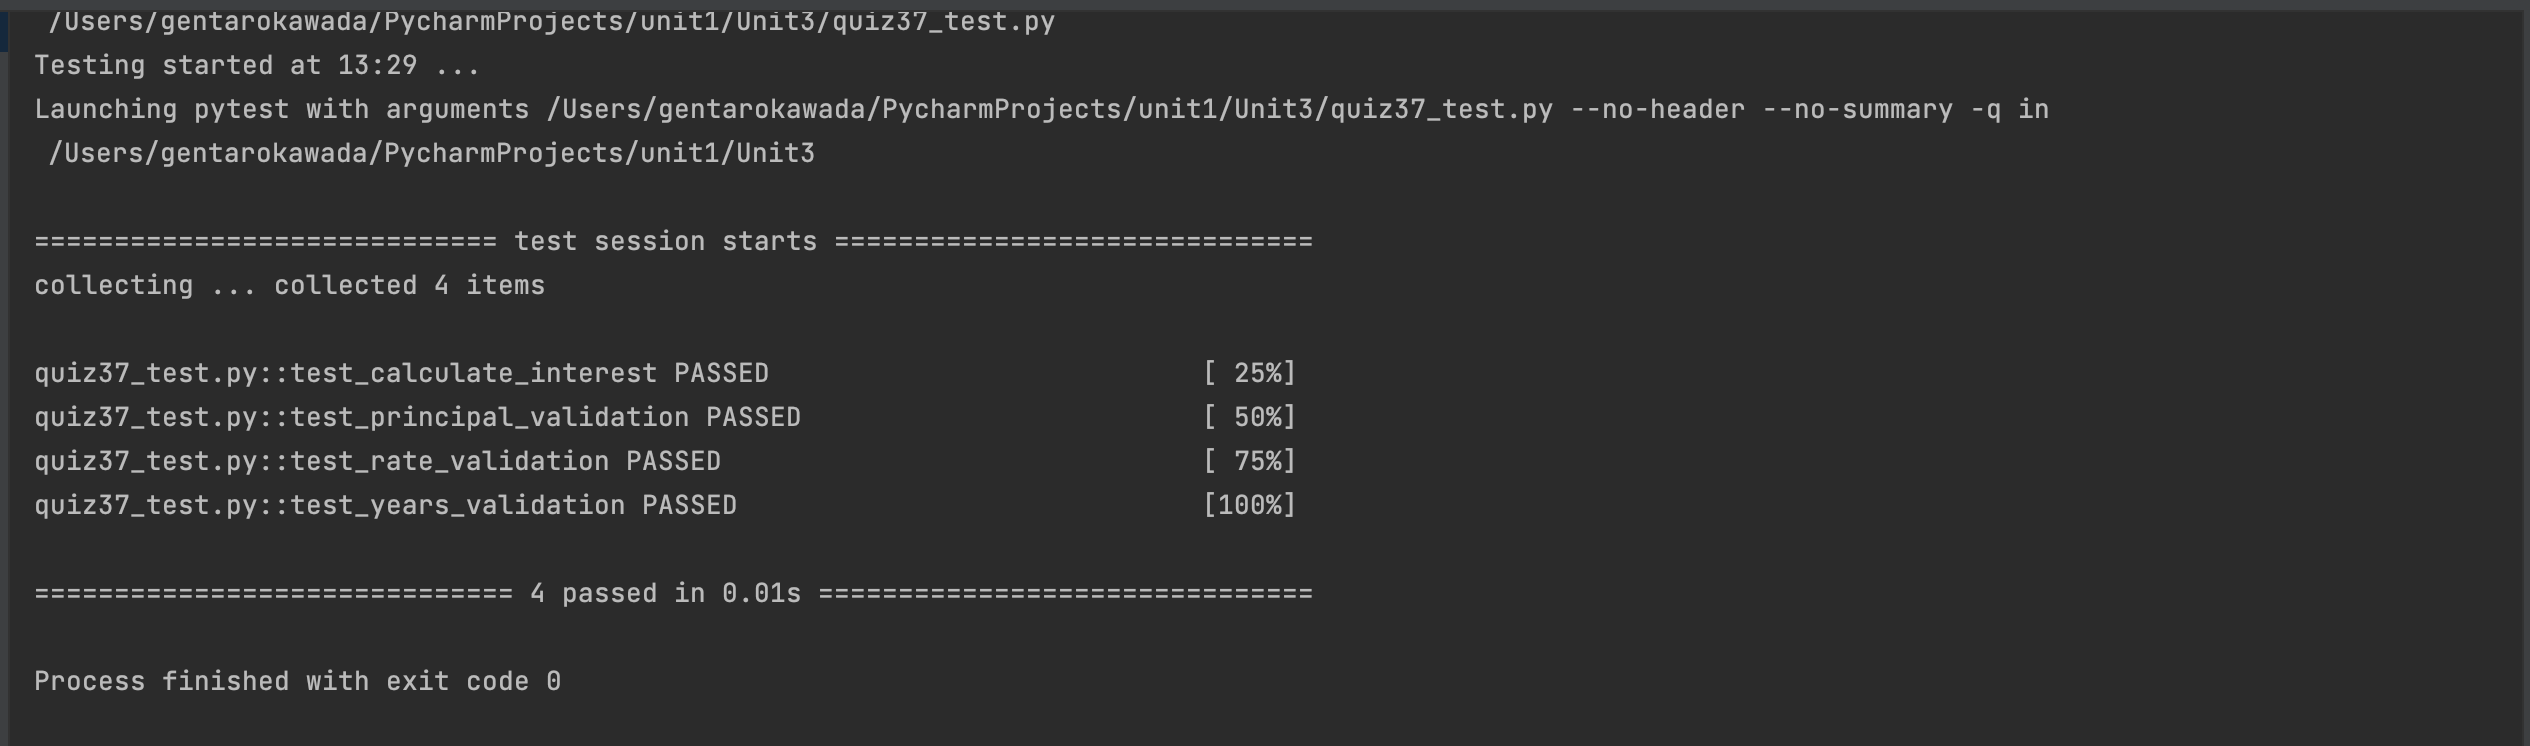 /Users/gentarokawada/PycharmProjects/unit1/Unit3/quiz37_test.py
Testing started at 13:29 ...
Launching pytest with arguments /Users/gentarokawada/PycharmProjects/unit1/Unit3/quiz37_test.py --no-header --no-summary -q in
/Users/gentarokawada/PycharmProjects/unit1/Unit3
============================= test session starts ==============================
collecting ... collected 4 items
quiz37_test.py::test_calculate_interest PASSED [ 25%]
quiz37_test.py::test_principal_validation PASSED [ 50%]
quiz37_test.py::test_rate_validation PASSED [ 75%]
quiz37_test.py::test_years_validation PASSED [100%]
============================== 4 passed in 0.01s ===============================
Process finished with exit code 0